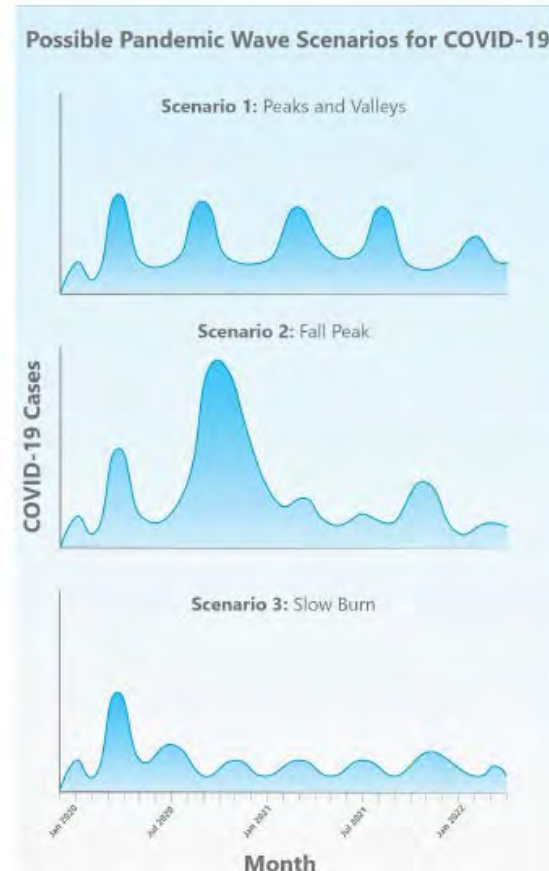 Possible Pandemic Wave Scenarios for COVID-19
Scenario 1: Peaks and Valleys
Scenario 2: Fall Peak
COVID-19 Cases
Scenario 3: Slow Burn
Jan 2020
Jul 2020
Jan 2021
Jul 2021
Jan 2022
Month